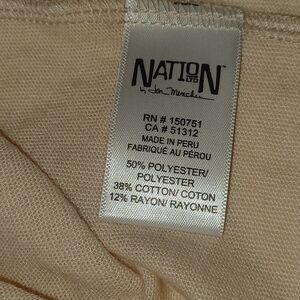 NATION
LTD
by Jen Menchen
RN # 150751
CA # 51312
MADE IN PERU
FABRIQUÉ AU PÉROU
50% POLYESTER/
POLYESTER
38% COTTON/ COTON
12% RAYON/ RAYONNE